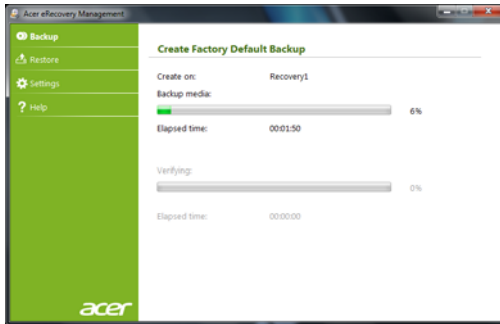 Acer eRecovery Management
Backup
Restore
Settings
Help
Create Factory Default Backup
Create on: Recovery1
Backup media:
6%
Elapsed time: 00:01:50
Verifying:
0%
Elapsed time: 00:00:00
acer